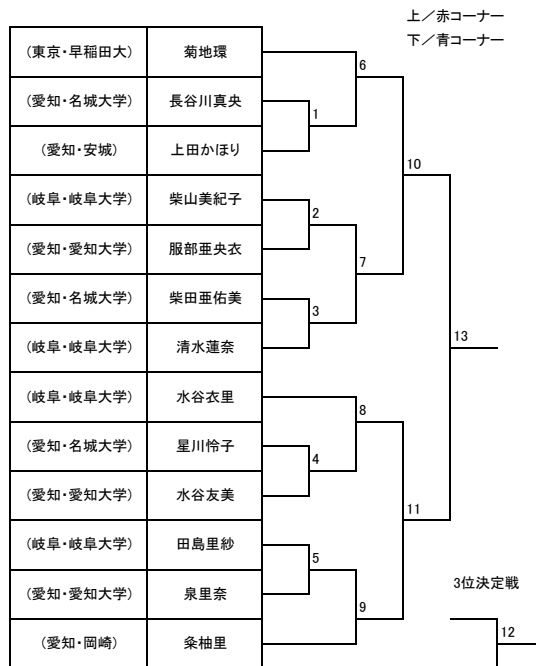 上／赤コーナー
下／青コーナー
(東京・早稲田大) 菊地環
(愛知・名城大学) 長谷川真央
(愛知・安城) 上田かほり
(岐阜・岐阜大学) 柴山美紀子
(愛知・愛知大学) 服部亜央衣
(愛知・名城大学) 柴田亜佑美
(岐阜・岐阜大学) 清水蓮奈
(岐阜・岐阜大学) 水谷衣里
(愛知・名城大学) 星川怜子
(愛知・愛知大学) 水谷友美
(岐阜・岐阜大学) 田島里紗
(愛知・愛知大学) 泉里奈
(愛知・岡崎) 粂柚里
6
1
10
2
7
3
13
8
4
11
5
9
3位決定戦
12